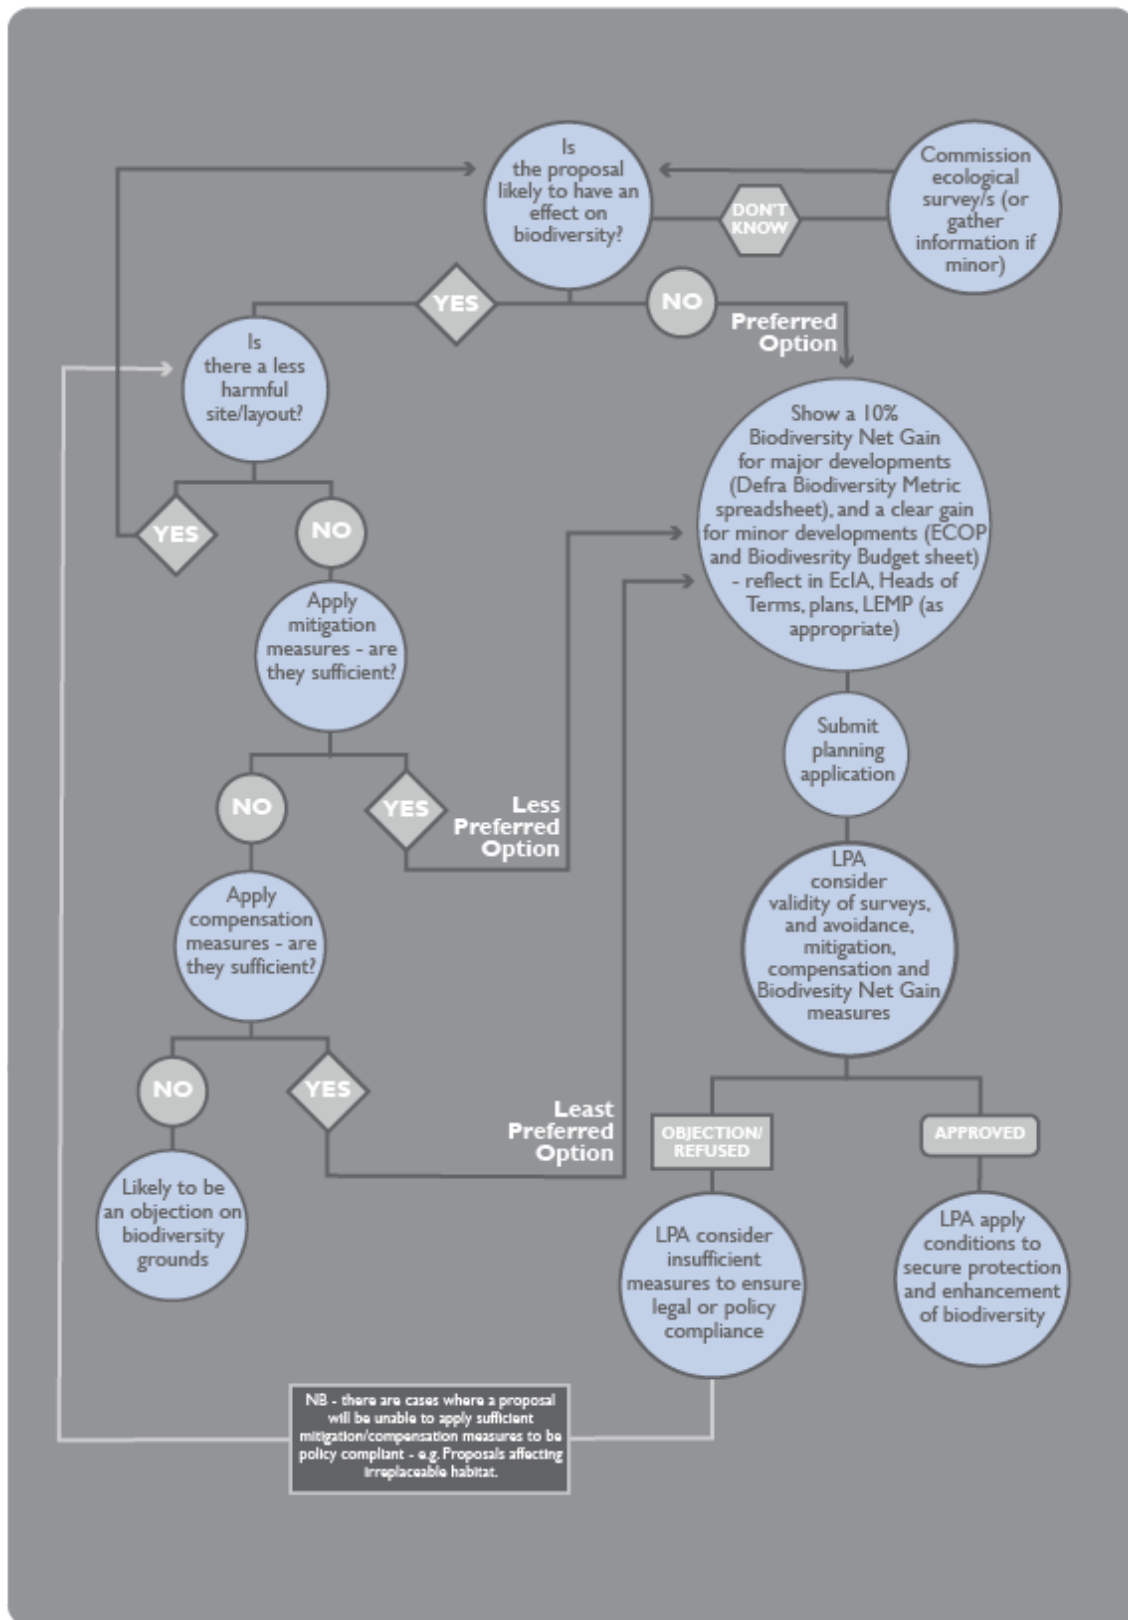 Is
the proposal
likely to have an
effect on
biodiversity?
DON'T
KNOW
Commission
ecological
survey/s (or
gather
information if
minor)
YES
NO
Preferred
Option
Is
there a less
harmful
site/layout?
YES
NO
Show a 10%
Biodiversity Net Gain
for major developments
(Defra Biodiversity Metric
spreadsheet), and a clear gain
for minor developments (ECOP
and Biodivesrity Budget sheet)
- reflect in EcIA, Heads of
Terms, plans, LEMP (as
appropriate)
Apply
mitigation
measures - are
they sufficient?
NO
YES
Less
Preferred
Option
Submit
planning
application
Apply
compensation
measures - are
they sufficient?
LPA
consider
validity of surveys,
and avoidance,
mitigation,
compensation and
Biodivesity Net Gain
measures
NO
YES
Least
Preferred
Option
OBJECTION/
REFUSED
APPROVED
Likely to be
an objection on
biodiversity
grounds
LPA consider
insufficient
measures to ensure
legal or policy
compliance
LPA apply
conditions to
secure protection
and enhancement
of biodiversity
NB - there are cases where a proposal
will be unable to apply sufficient
mitigation/compensation measures to be
policy compliant - e.g. Proposals affecting
irreplaceable habitat.